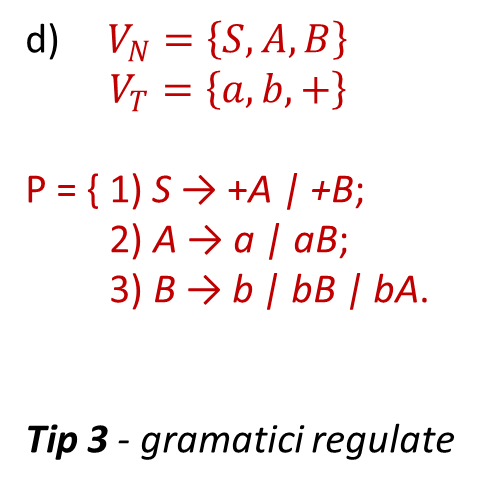 d) V_N = {S, A, B}
V_T = {a, b, +}
P = { 1) S → +A / +B;
2) A → a / aB;
3) B → b / bB / bA.
Tip 3 - gramatici regulate